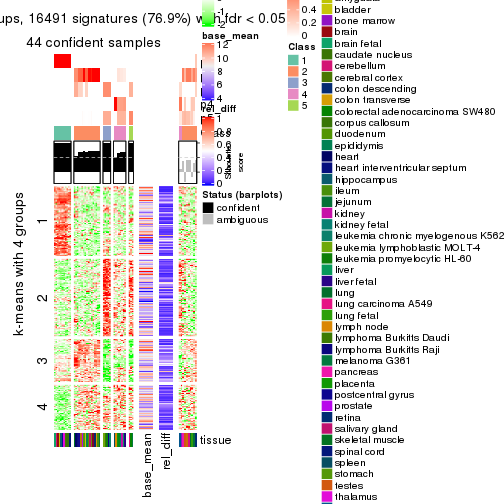 ups, 16491 signatures (76.9%) with fdr < 0.05
44 confident samples
k-means with 4 groups
1
2
3
4
base_mean
rel_diff
tissue
-2
base_mean
12
10
8
6
4
rel_diff
1
0.8
0.6
0.4
0.2
0
Silhouette
score
Status (barplots)
confident
ambiguous
0.4
0.2
0
Class
1
2
3
4
5
bladder
bone marrow
brain
brain fetal
caudate nucleus
cerebellum
cerebral cortex
colon descending
colon transverse
colorectal adenocarcinoma SW480
corpus callosum
duodenum
epididymis
heart
heart interventricular septum
hippocampus
ileum
jejunum
kidney
kidney fetal
leukemia chronic myelogenous K562
leukemia lymphoblastic MOLT-4
leukemia promyelocytic HL-60
liver
liver fetal
lung
lung carcinoma A549
lung fetal
lymph node
lymphoma Burkitts Daudi
lymphoma Burkitts Raji
melanoma G361
pancreas
placenta
postcentral gyrus
prostate
retina
salivary gland
skeletal muscle
spinal cord
spleen
stomach
testes
thalamus